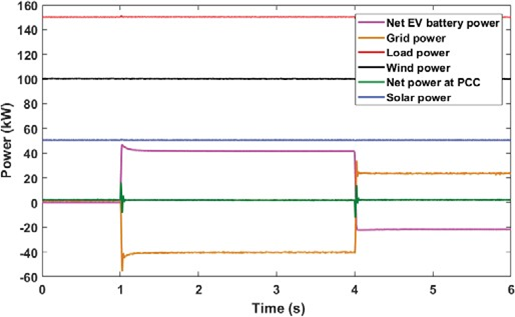 160
140
120
100
80
60
40
20
0
-20
-40
-60
Power (kW)
Net EV battery power
Grid power
Load power
Wind power
Net power at PCC
Solar power
0 1 2 3 4 5 6
Time (s)